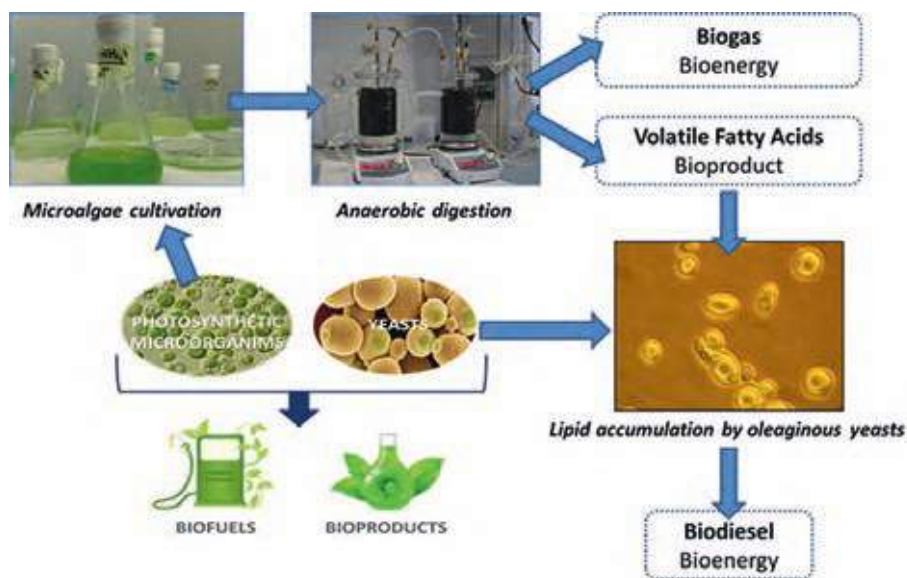 Biogas
Bioenergy
Volatile Fatty Acids
Bioproduct
Microalgae cultivation
Anaerobic digestion
PHOTOSYNTHETIC
MICROORGANIMS
YEASTS
Lipid accumulation by oleaginous yeasts
BIOFUELS
BIOPRODUCTS
Biodiesel
Bioenergy